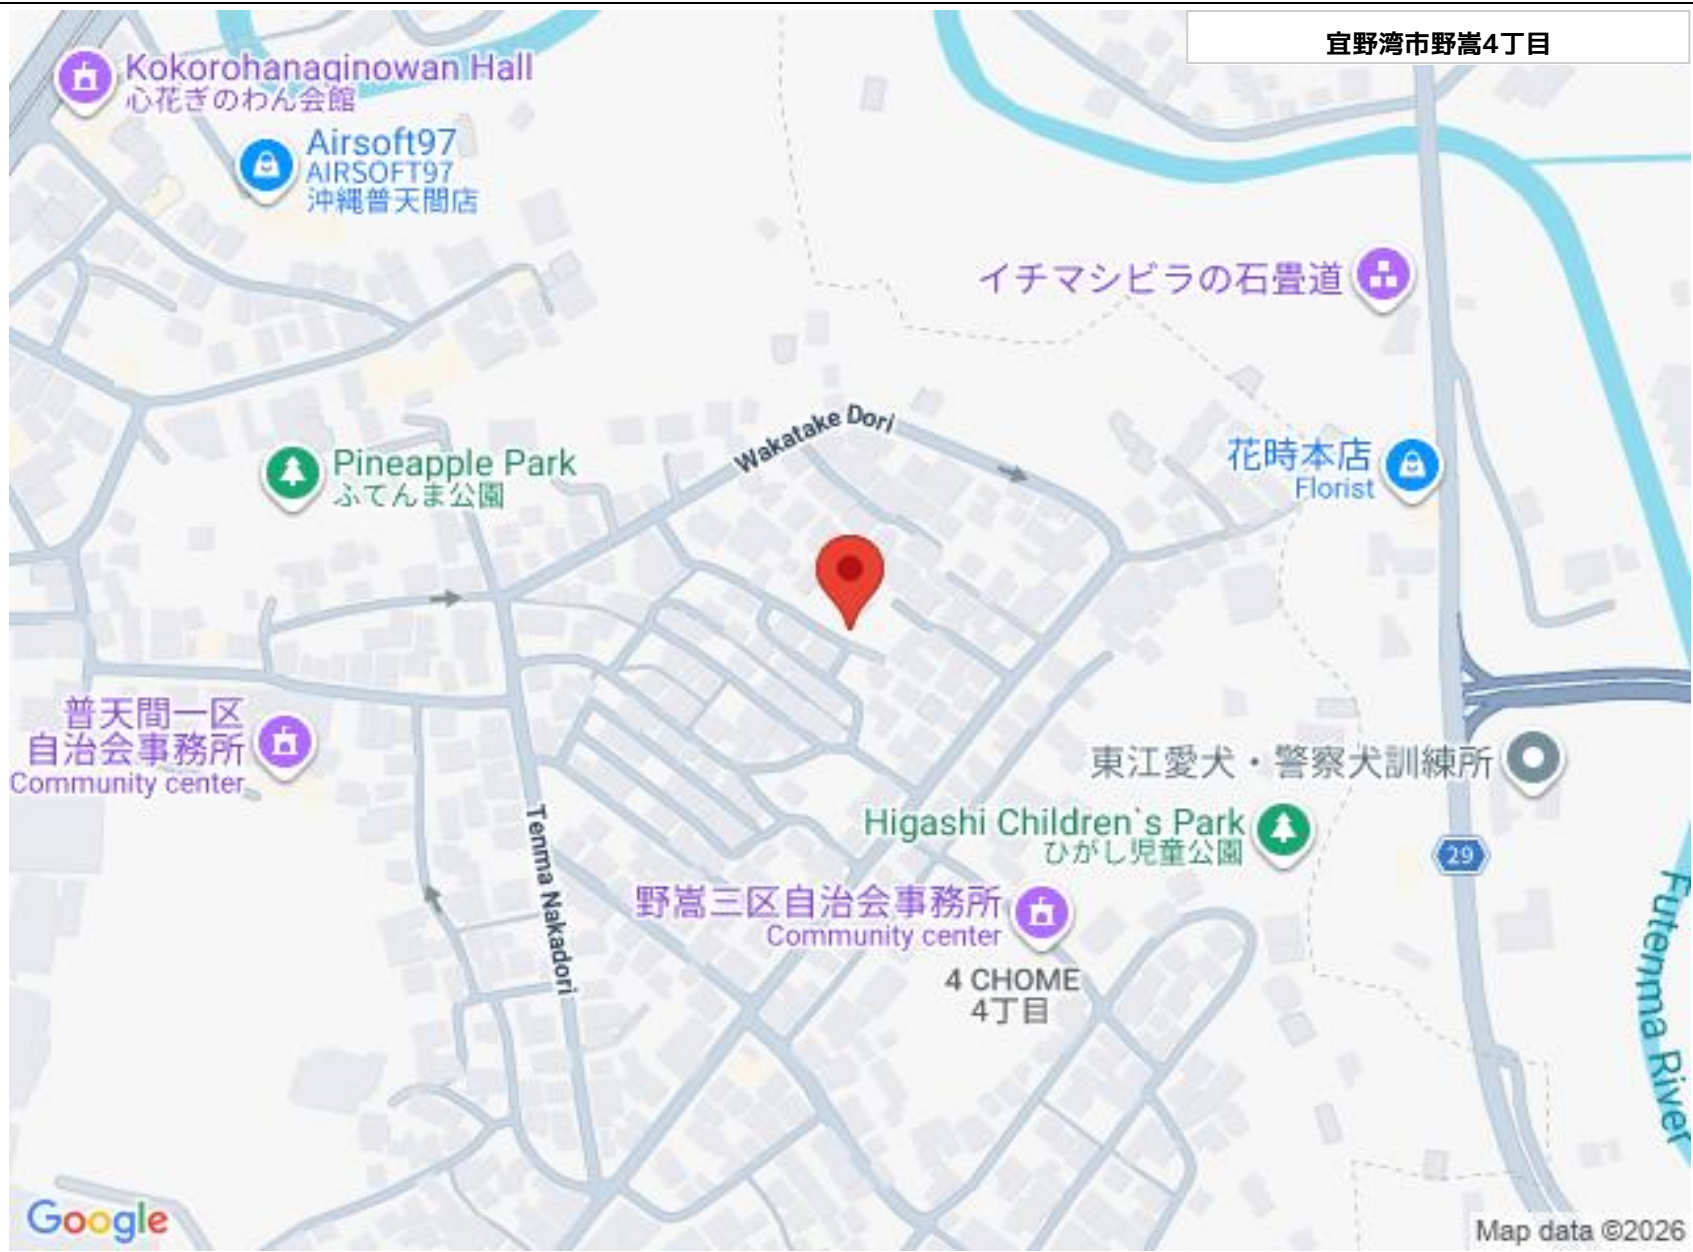 宜野湾市野嵩4丁目
Kokorohanaginowan Hall
心花ぎのわん会館
Airsoft97
AIRSOFT97
沖縄普天間店
イチマシビラの石畳道
Wakatake Dori
花時本店
Florist
Pineapple Park
ふてんま公園
普天間一区
自治会事務所
Community center
東江愛犬・警察犬訓練所
Higashi Children's Park
ひがし児童公園
29
Tenma Nakadori
野嵩三区自治会事務所
Community center
4 CHOME
4丁目
Futenma River
Google
Map data ©2026